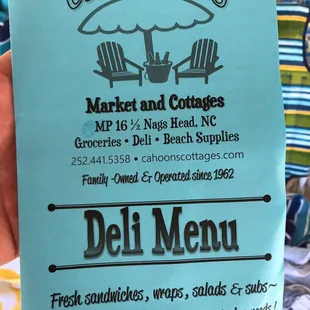 Market and Cottages
MP 16 ½ Nags Head, NC
Groceries • Deli • Beach Supplies
252.441.5358 • cahoonscottages.com
Family-Owned & Operated since 1962
Deli Menu
Fresh sandwiches, wraps, salads & subs~